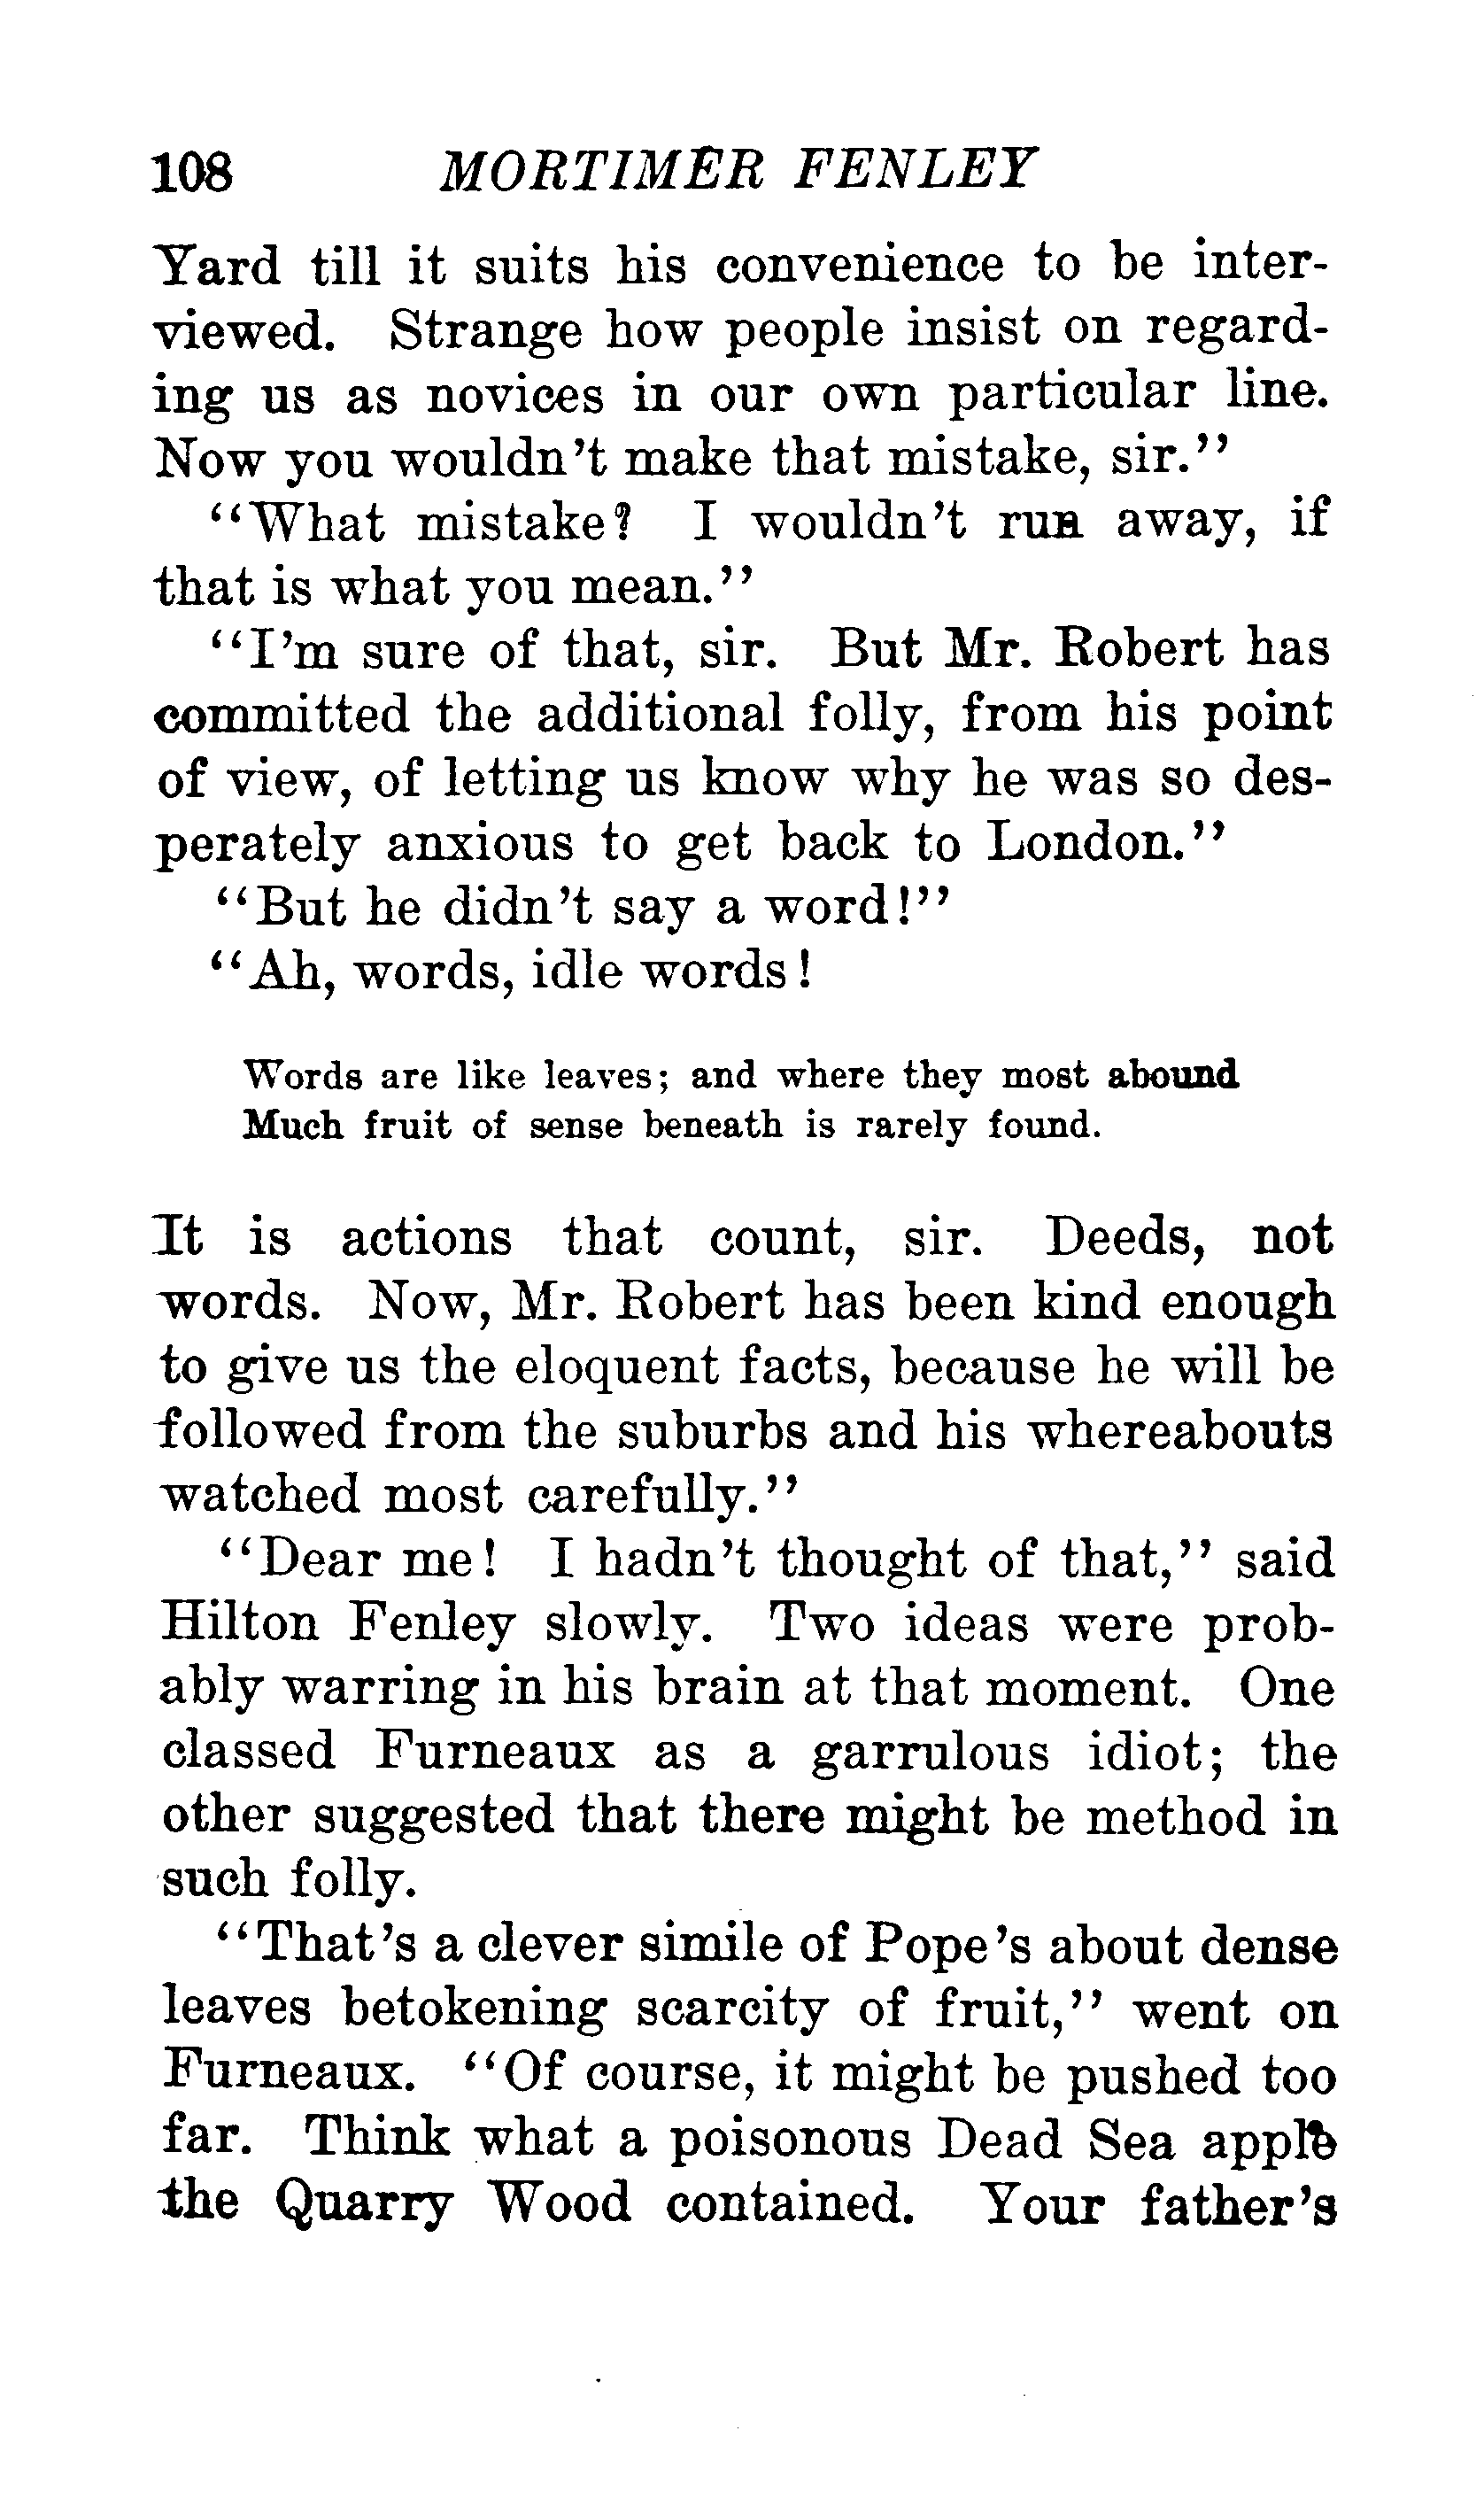 108 MORTIMER FENLEY
Yard till it suits his convenience to be inter-
viewed. Strange how people insist on regard-
ing us as novices in our own particular line.
Now you wouldn't make that mistake, sir."
"What mistake? I wouldn't run away, if
that is what you mean."
"I'm sure of that, sir. But Mr. Robert has
committed the additional folly, from his point
of view, of letting us know why he was so des-
perately anxious to get back to London."
"But he didn't say a word!"
"Ah, words, idle words!
Words are like leaves; and where they most abound
Much fruit of sense beneath is rarely found.
It is actions that count, sir. Deeds, not
words. Now, Mr. Robert has been kind enough
to give us the eloquent facts, because he will be
followed from the suburbs and his whereabouts
watched most carefully."
"Dear me! I hadn't thought of that," said
Hilton Fenley slowly. Two ideas were prob-
ably warring in his brain at that moment. One
classed Furneaux as a garrulous idiot; the
other suggested that there might be method in
such folly.
"That's a clever simile of Pope's about dense
leaves betokening scarcity of fruit," went on
Furneaux. "Of course, it might be pushed too
far. Think what a poisonous Dead Sea apple
the Quarry Wood contained. Your father's